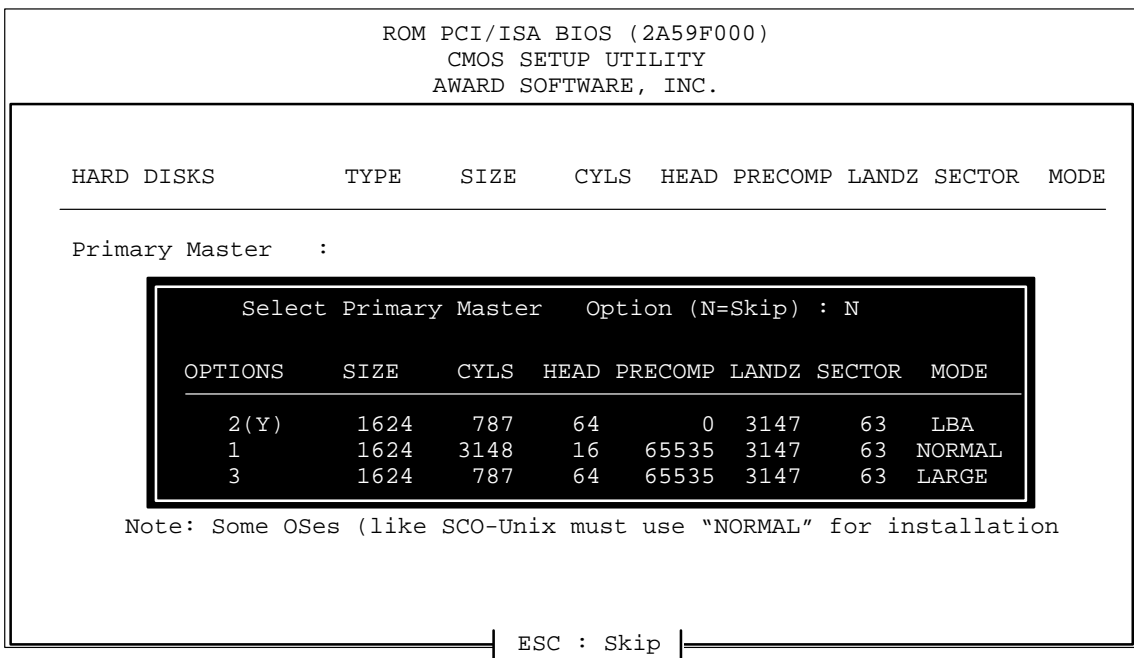 ROM PCI/ISA BIOS (2A59F000)
CMOS SETUP UTILITY
AWARD SOFTWARE, INC.
HARD DISKS TYPE SIZE CYLS HEAD PRECOMP LANDZ SECTOR MODE
Primary Master :
Select Primary Master Option (N=Skip) : N
OPTIONS SIZE CYLS HEAD PRECOMP LANDZ SECTOR MODE
2(Y) 1624 787 64 0 3147 63 LBA
1 1624 3148 16 65535 3147 63 NORMAL
3 1624 787 64 65535 3147 63 LARGE
Note: Some OSes (like SCO-Unix must use “NORMAL” for installation
ESC : Skip